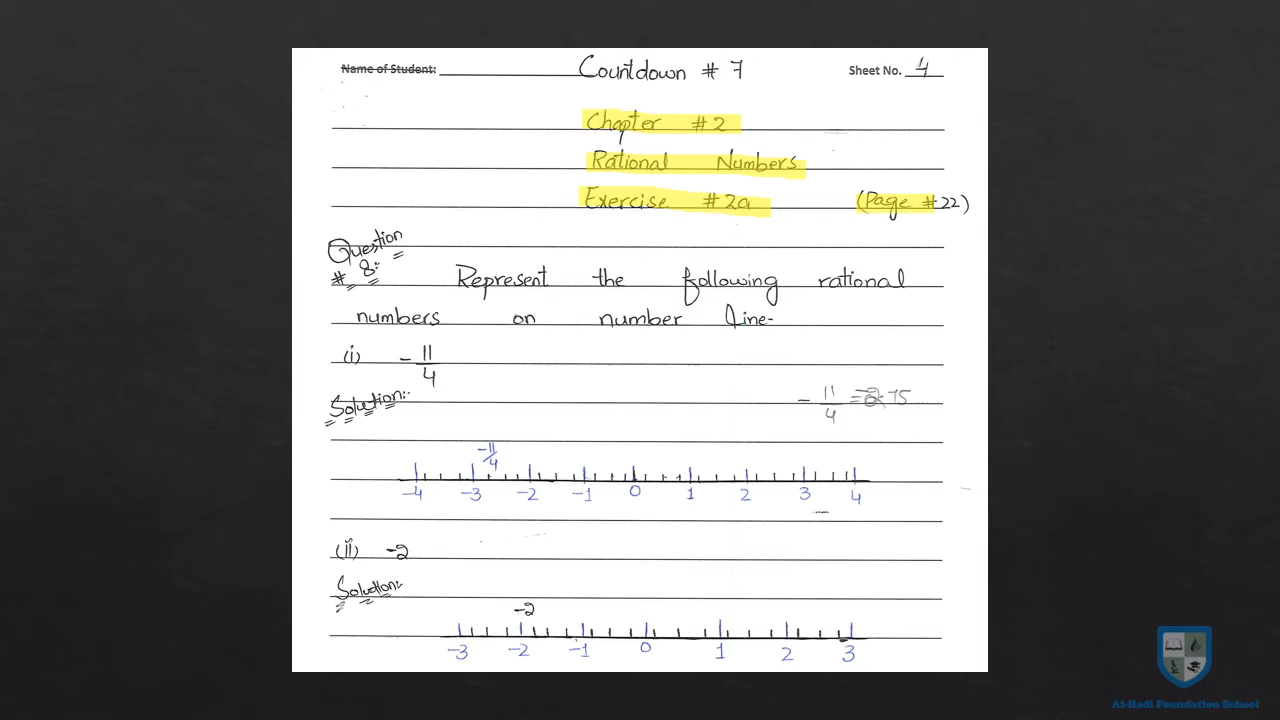 Name of Student: Countdown # 7 Sheet No. 4
Chapter #2
Rational Numbers
Exercise #2a (Page #22)
Question
# 8:
Represent the following rational
numbers on number line-
(i) -11/4
Solution:- -11/4 = 75
-11/4
-4 -3 -2 -1 0 1 2 3 4
(ii) -2
Solution:-
-2
-3 -2 -1 0 1 2 3
Al-Hadi Foundation School